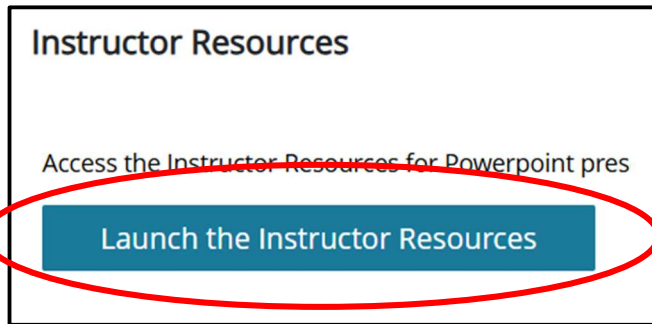 Instructor Resources
Access the Instructor Resources for Powerpoint pres
Launch the Instructor Resources